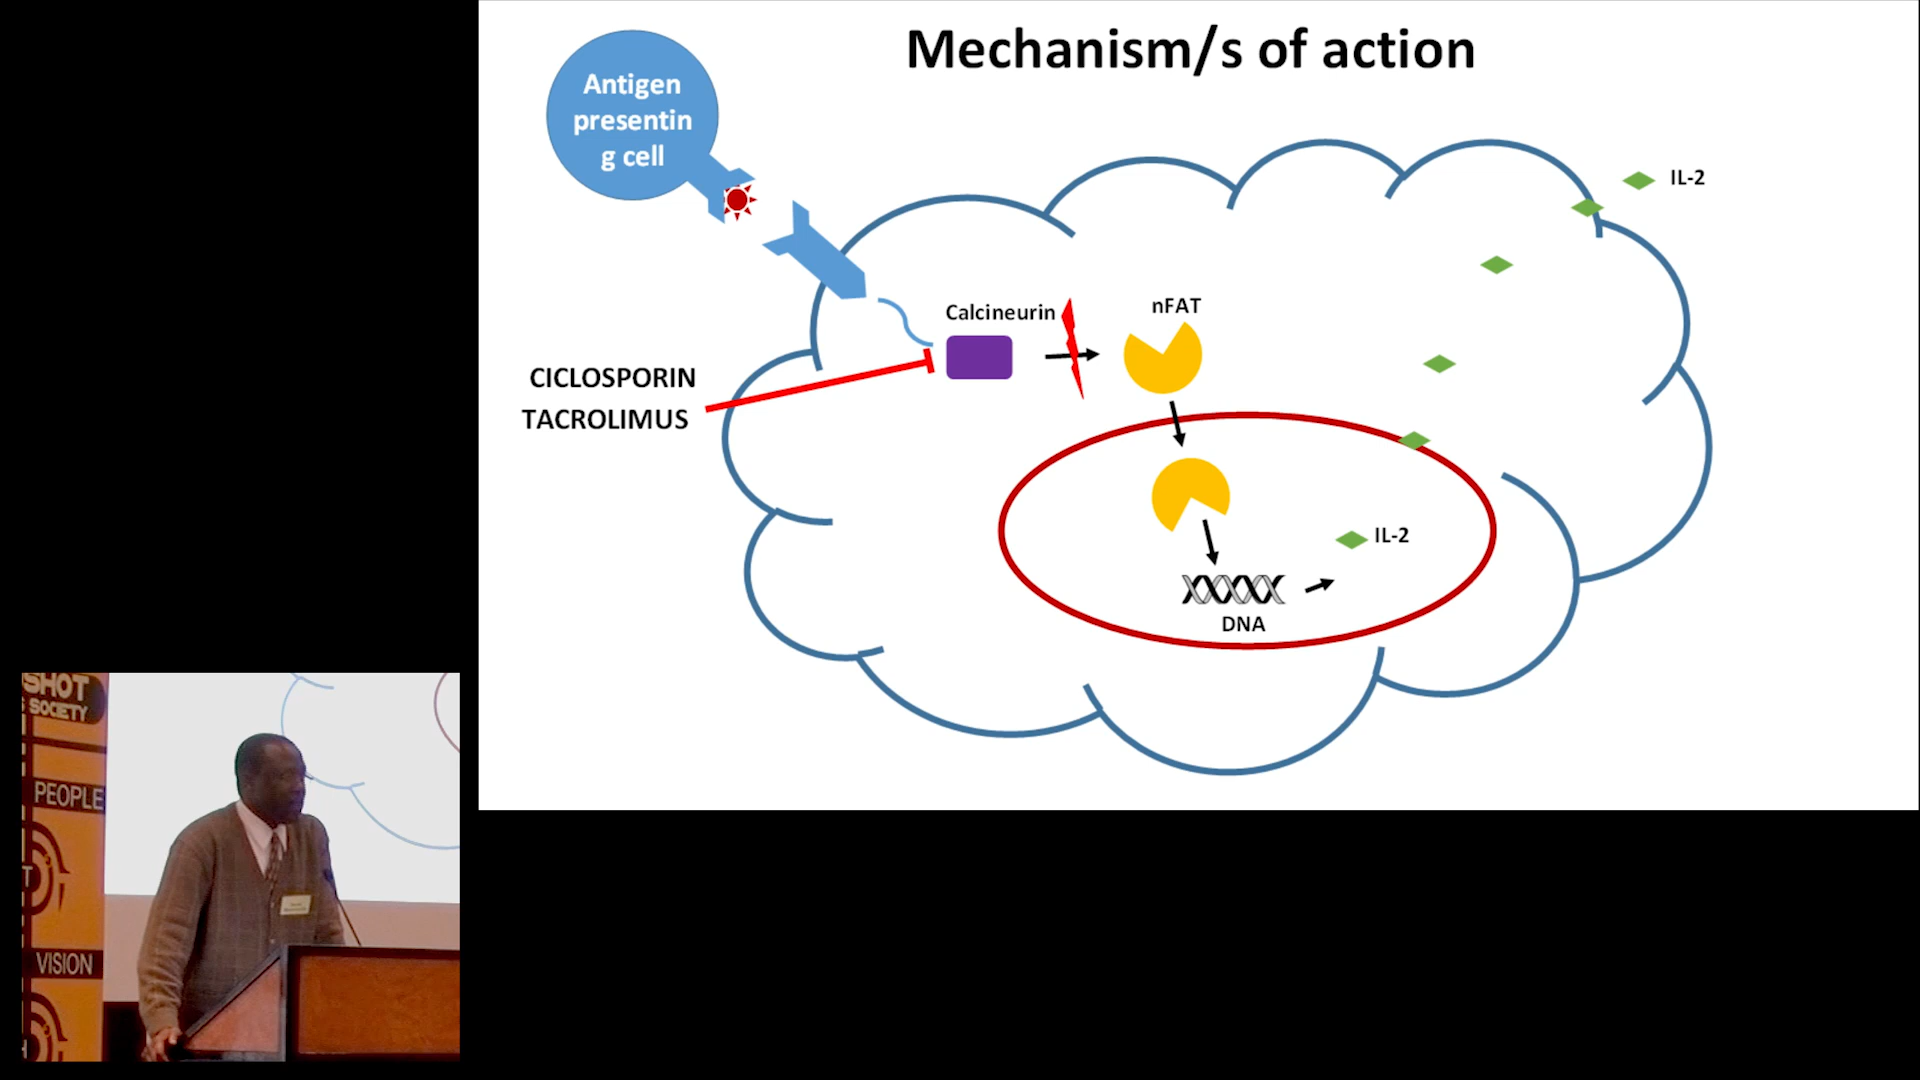 Mechanism/s of action
Antigen
presentin
g cell
IL-2
Calcineurin
nFAT
CICLOSPORIN
TACROLIMUS
IL-2
DNA
SHOT
SOCIETY
PEOPLE
VISION